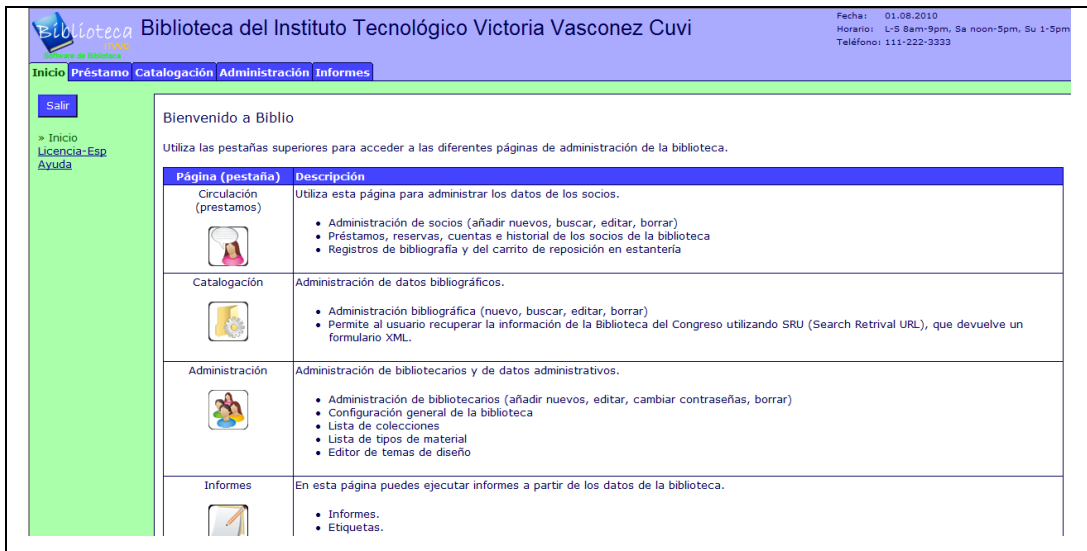 Biblioteca
ITVVC
Software de Biblioteca
Biblioteca del Instituto Tecnológico Victoria Vasconez Cuvi
Fecha: 01.08.2010
Horario: L-S 8am-9pm, Sa noon-5pm, Su 1-5pm
Teléfono: 111-222-3333
Inicio Préstamo Catalogación Administración Informes
Salir
» Inicio
Licencia-Esp
Ayuda
Bienvenido a Biblio
Utiliza las pestañas superiores para acceder a las diferentes páginas de administración de la biblioteca.
Página (pestaña) Descripción
Circulación
(prestamos)
Utiliza esta página para administrar los datos de los socios.
• Administración de socios (añadir nuevos, buscar, editar, borrar)
• Préstamos, reservas, cuentas e historial de los socios de la biblioteca
• Registros de bibliografía y del carrito de reposición en estantería
Catalogación
Administración de datos bibliográficos.
• Administración bibliográfica (nuevo, buscar, editar, borrar)
• Permite al usuario recuperar la información de la Biblioteca del Congreso utilizando SRU (Search Retrival URL), que devuelve un
formulario XML.
Administración
Administración de bibliotecarios y de datos administrativos.
• Administración de bibliotecarios (añadir nuevos, editar, cambiar contraseñas, borrar)
• Configuración general de la biblioteca
• Lista de colecciones
• Lista de tipos de material
• Editor de temas de diseño
Informes
En esta página puedes ejecutar informes a partir de los datos de la biblioteca.
• Informes.
• Etiquetas.